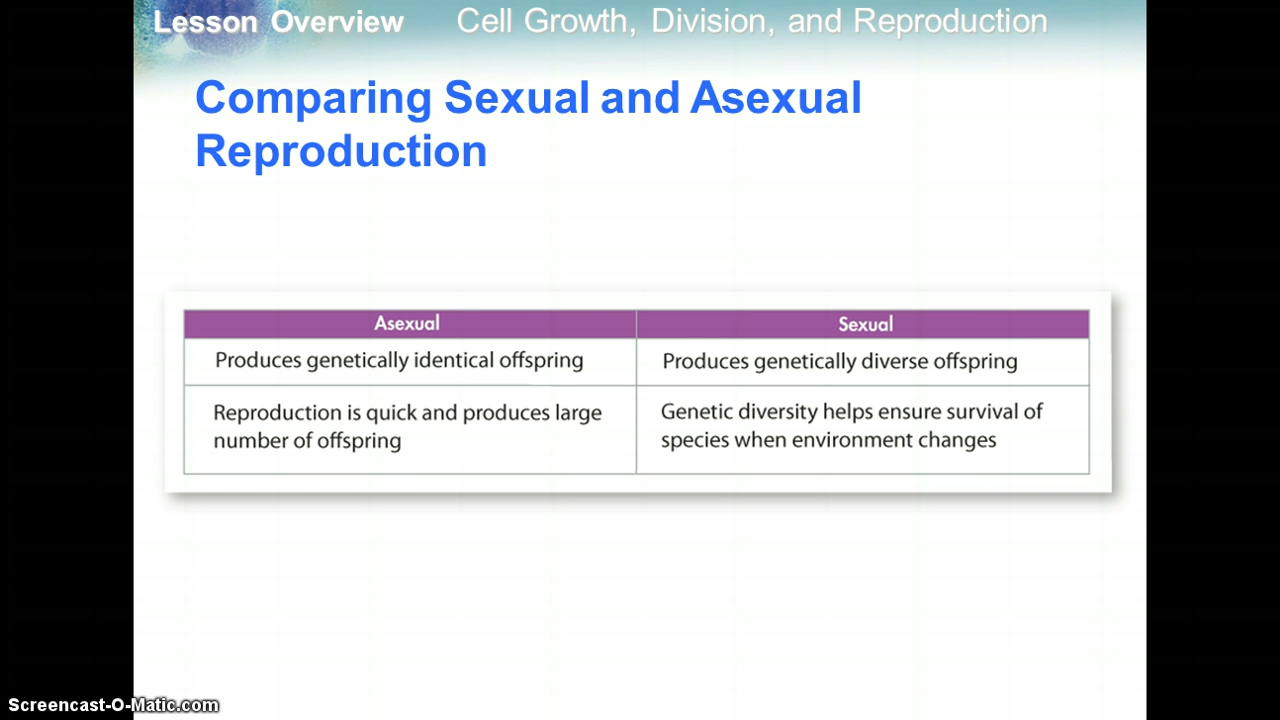 Lesson Overview Cell Growth, Division, and Reproduction
Comparing Sexual and Asexual
Reproduction
Asexual Sexual
Produces genetically identical offspring Produces genetically diverse offspring
Reproduction is quick and produces large
number of offspring
Genetic diversity helps ensure survival of
species when environment changes
Screencast-O-Matic.com